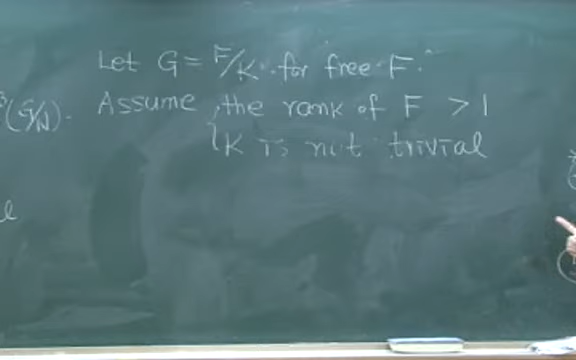 Let G = F/K for free F.
(G/N). Assume { the rank of F > 1
K is not trivial